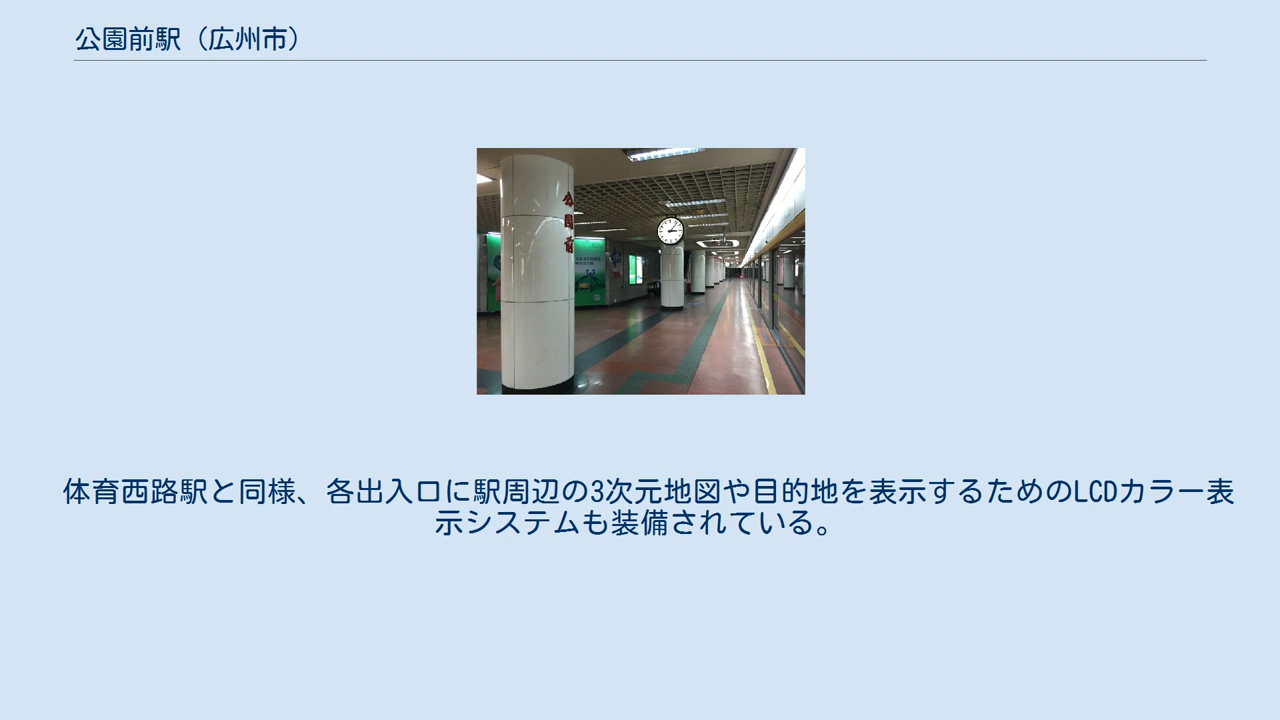 公園前駅（広州市）
公園前
体育西路駅と同様、各出入口に駅周辺の3次元地図や目的地を表示するためのLCDカラー表
示システムも装備されている。